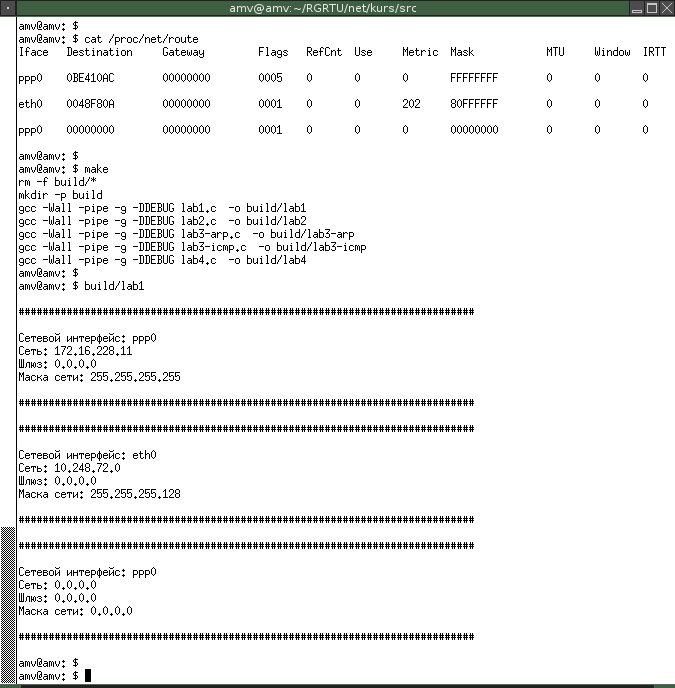 amv@amv:~/RGRTU/net/kurs/src
amv@amv: $
amv@amv: $ cat /proc/net/route
Iface Destination Gateway Flags RefCnt Use Metric Mask MTU Window IRTT
ppp0 0BE410AC 00000000 0005 0 0 0 FFFFFFFF 0 0 0
eth0 0048F80A 00000000 0001 0 0 202 80FFFFFF 0 0 0
ppp0 00000000 00000000 0001 0 0 0 00000000 0 0 0
amv@amv: $
amv@amv: $ make
rm -f build/*
mkdir -p build
gcc -Wall -pipe -g -DDEBUG lab1.c  -o build/lab1
gcc -Wall -pipe -g -DDEBUG lab2.c  -o build/lab2
gcc -Wall -pipe -g -DDEBUG lab3-arp.c  -o build/lab3-arp
gcc -Wall -pipe -g -DDEBUG lab3-icmp.c  -o build/lab3-icmp
gcc -Wall -pipe -g -DDEBUG lab4.c  -o build/lab4
amv@amv: $
amv@amv: $ build/lab1
############################################################################
Сетевой интерфейс: ppp0
Сеть: 172.16.228.11
Шлюз: 0.0.0.0
Маска сети: 255.255.255.255
############################################################################
############################################################################
Сетевой интерфейс: eth0
Сеть: 10.248.72.0
Шлюз: 0.0.0.0
Маска сети: 255.255.255.128
############################################################################
############################################################################
Сетевой интерфейс: ppp0
Сеть: 0.0.0.0
Шлюз: 0.0.0.0
Маска сети: 0.0.0.0
############################################################################
amv@amv: $
amv@amv: $